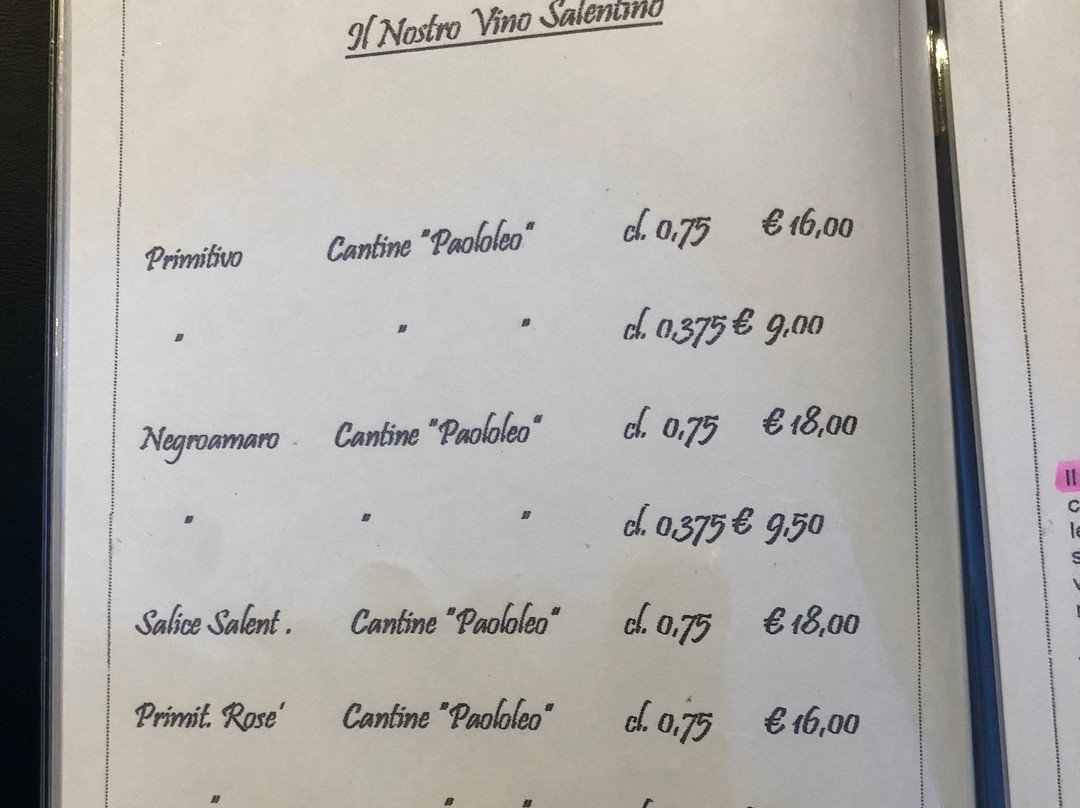 Il Nostro Vino Salentino
Primitivo Cantine "Paololeo" cl. 0,75 € 16,00
" " " cl. 0,375 € 9,00
Negroamaro . Cantine "Paololeo" cl. 0,75 € 18,00
" " " cl. 0,375 € 9,50
Salice Salent . Cantine "Paololeo" cl. 0,75 € 18,00
Primit. Rose' Cantine "Paololeo" cl. 0,75 € 16,00
" " "
Il